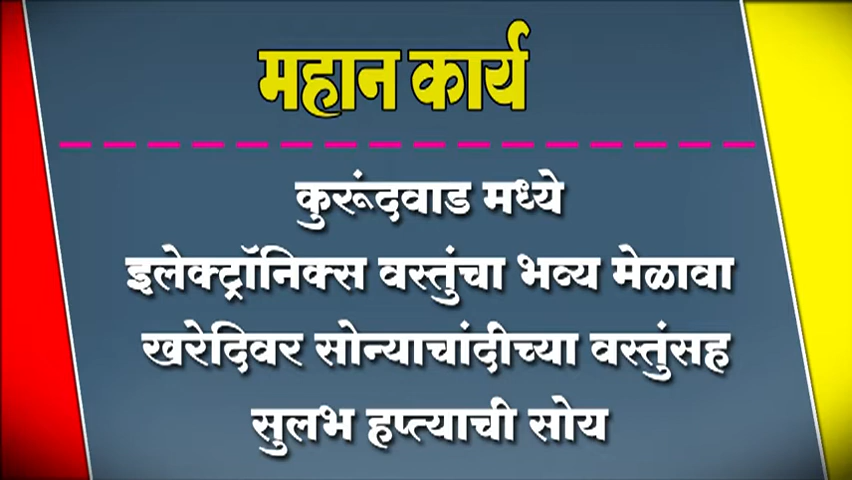 महान कार्य
कुरूंदवाड मध्ये
इलेक्ट्रॉनिक्स वस्तुंचा भव्य मेळावा
खरेदिवर सोन्याचांदीच्या वस्तुंसह
सुलभ हप्त्याची सोय